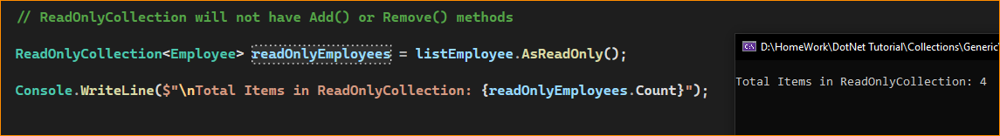 // ReadOnlyCollection will not have Add() or Remove() methods
ReadOnlyCollection<Employee> readOnlyEmployees = listEmployee.AsReadOnly();
Console.WriteLine($"\nTotal Items in ReadOnlyCollection: {readOnlyEmployees.Count}");
D:\HomeWork\DotNet Tutorial\Collections\Generic
Total Items in ReadOnlyCollection: 4